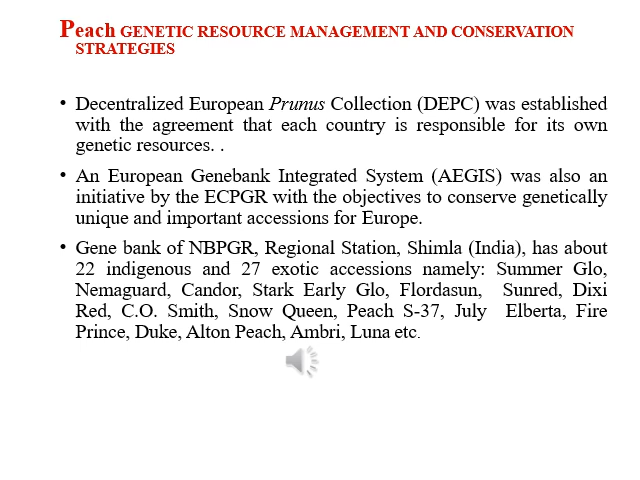 Peach GENETIC RESOURCE MANAGEMENT AND CONSERVATION
STRATEGIES
• Decentralized European Prunus Collection (DEPC) was established
with the agreement that each country is responsible for its own
genetic resources. .
• An European Genebank Integrated System (AEGIS) was also an
initiative by the ECPGR with the objectives to conserve genetically
unique and important accessions for Europe.
• Gene bank of NBPGR, Regional Station, Shimla (India), has about
22 indigenous and 27 exotic accessions namely: Summer Glo,
Nemaguard, Candor, Stark Early Glo, Flordasun, Sunred, Dixi
Red, C.O. Smith, Snow Queen, Peach S-37, July Elberta, Fire
Prince, Duke, Alton Peach, Ambri, Luna etc.